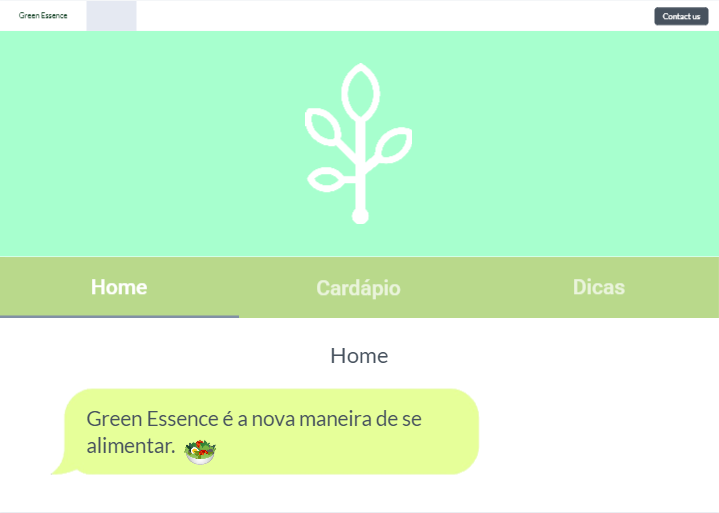 Green Essence
Contact us
Home
Cardápio
Dicas
Home
Green Essence é a nova maneira de se
alimentar.